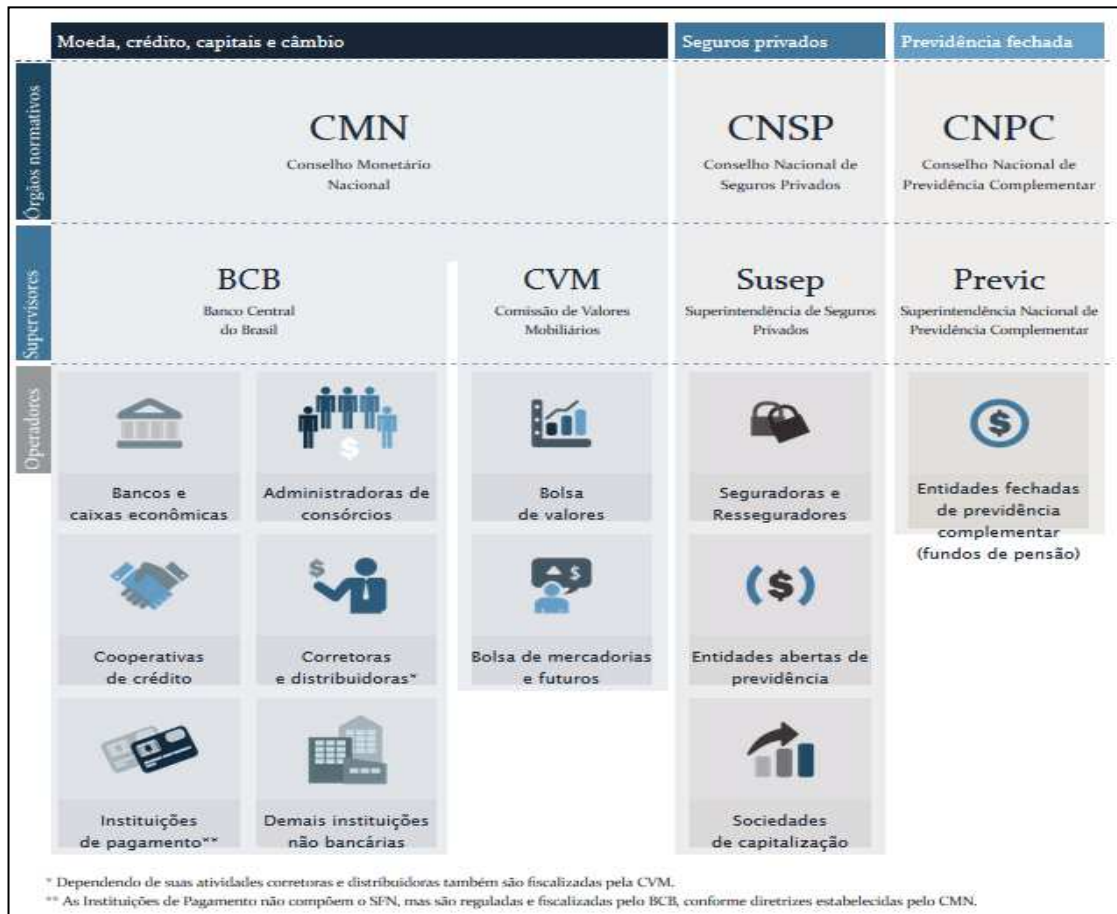 Moeda, crédito, capitais e câmbio
Seguros privados
Previdência fechada
Órgãos normativos
CMN
Conselho Monetário
Nacional
CNSP
Conselho Nacional de
Seguros Privados
CNPC
Conselho Nacional de
Previdência Complementar
Supervisores
BCB
Banco Central
do Brasil
CVM
Comissão de Valores
Mobiliários
Susep
Superintendência de Seguros
Privados
Previc
Superintendência Nacional de
Previdência Complementar
Operadores
Bancos e
caixas econômicas
$
Administradoras de
consórcios
Bolsa
de valores
Seguradoras e
Resseguradores
$
Entidades fechadas
de previdência
complementar
(fundos de pensão)
Cooperativas
de crédito
$
Corretoras
e distribuidoras*
$
Bolsa de mercadorias
e futuros
($)
Entidades abertas de
previdência
Instituições
de pagamento**
Demais instituições
não bancárias
Sociedades
de capitalização
* Dependendo de suas atividades corretoras e distribuidoras também são fiscalizadas pela CVM.
** As Instituições de Pagamento não compõem o SFN, mas são reguladas e fiscalizadas pelo BCB, conforme diretrizes estabelecidas pelo CMN.